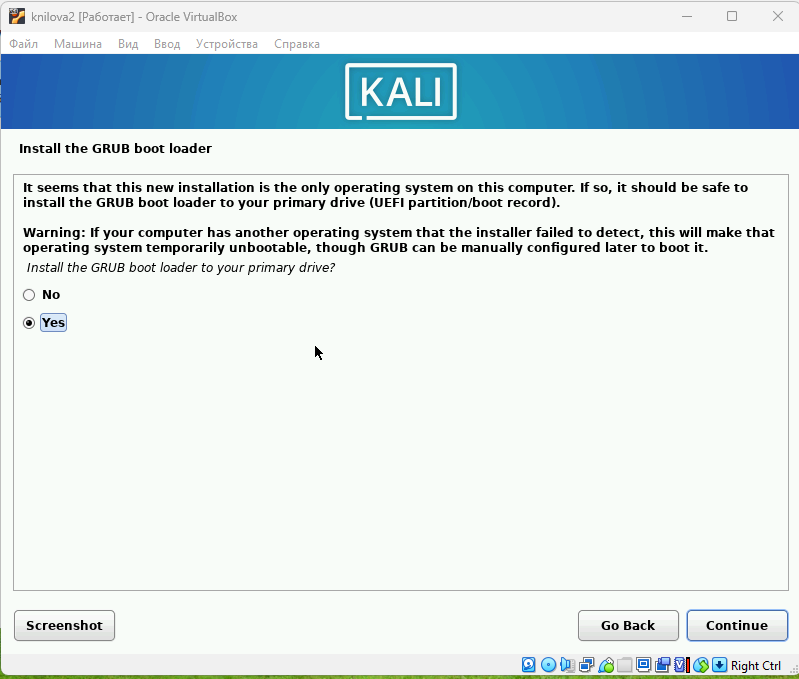 knilova2 [Работает] - Oracle VirtualBox
Файл Машина Вид Ввод Устройства Справка
KALI
Install the GRUB boot loader
It seems that this new installation is the only operating system on this computer. If so, it should be safe to
install the GRUB boot loader to your primary drive (UEFI partition/boot record).
Warning: If your computer has another operating system that the installer failed to detect, this will make that
operating system temporarily unbootable, though GRUB can be manually configured later to boot it.
Install the GRUB boot loader to your primary drive?
No
Yes
Screenshot Go Back Continue
Right Ctrl